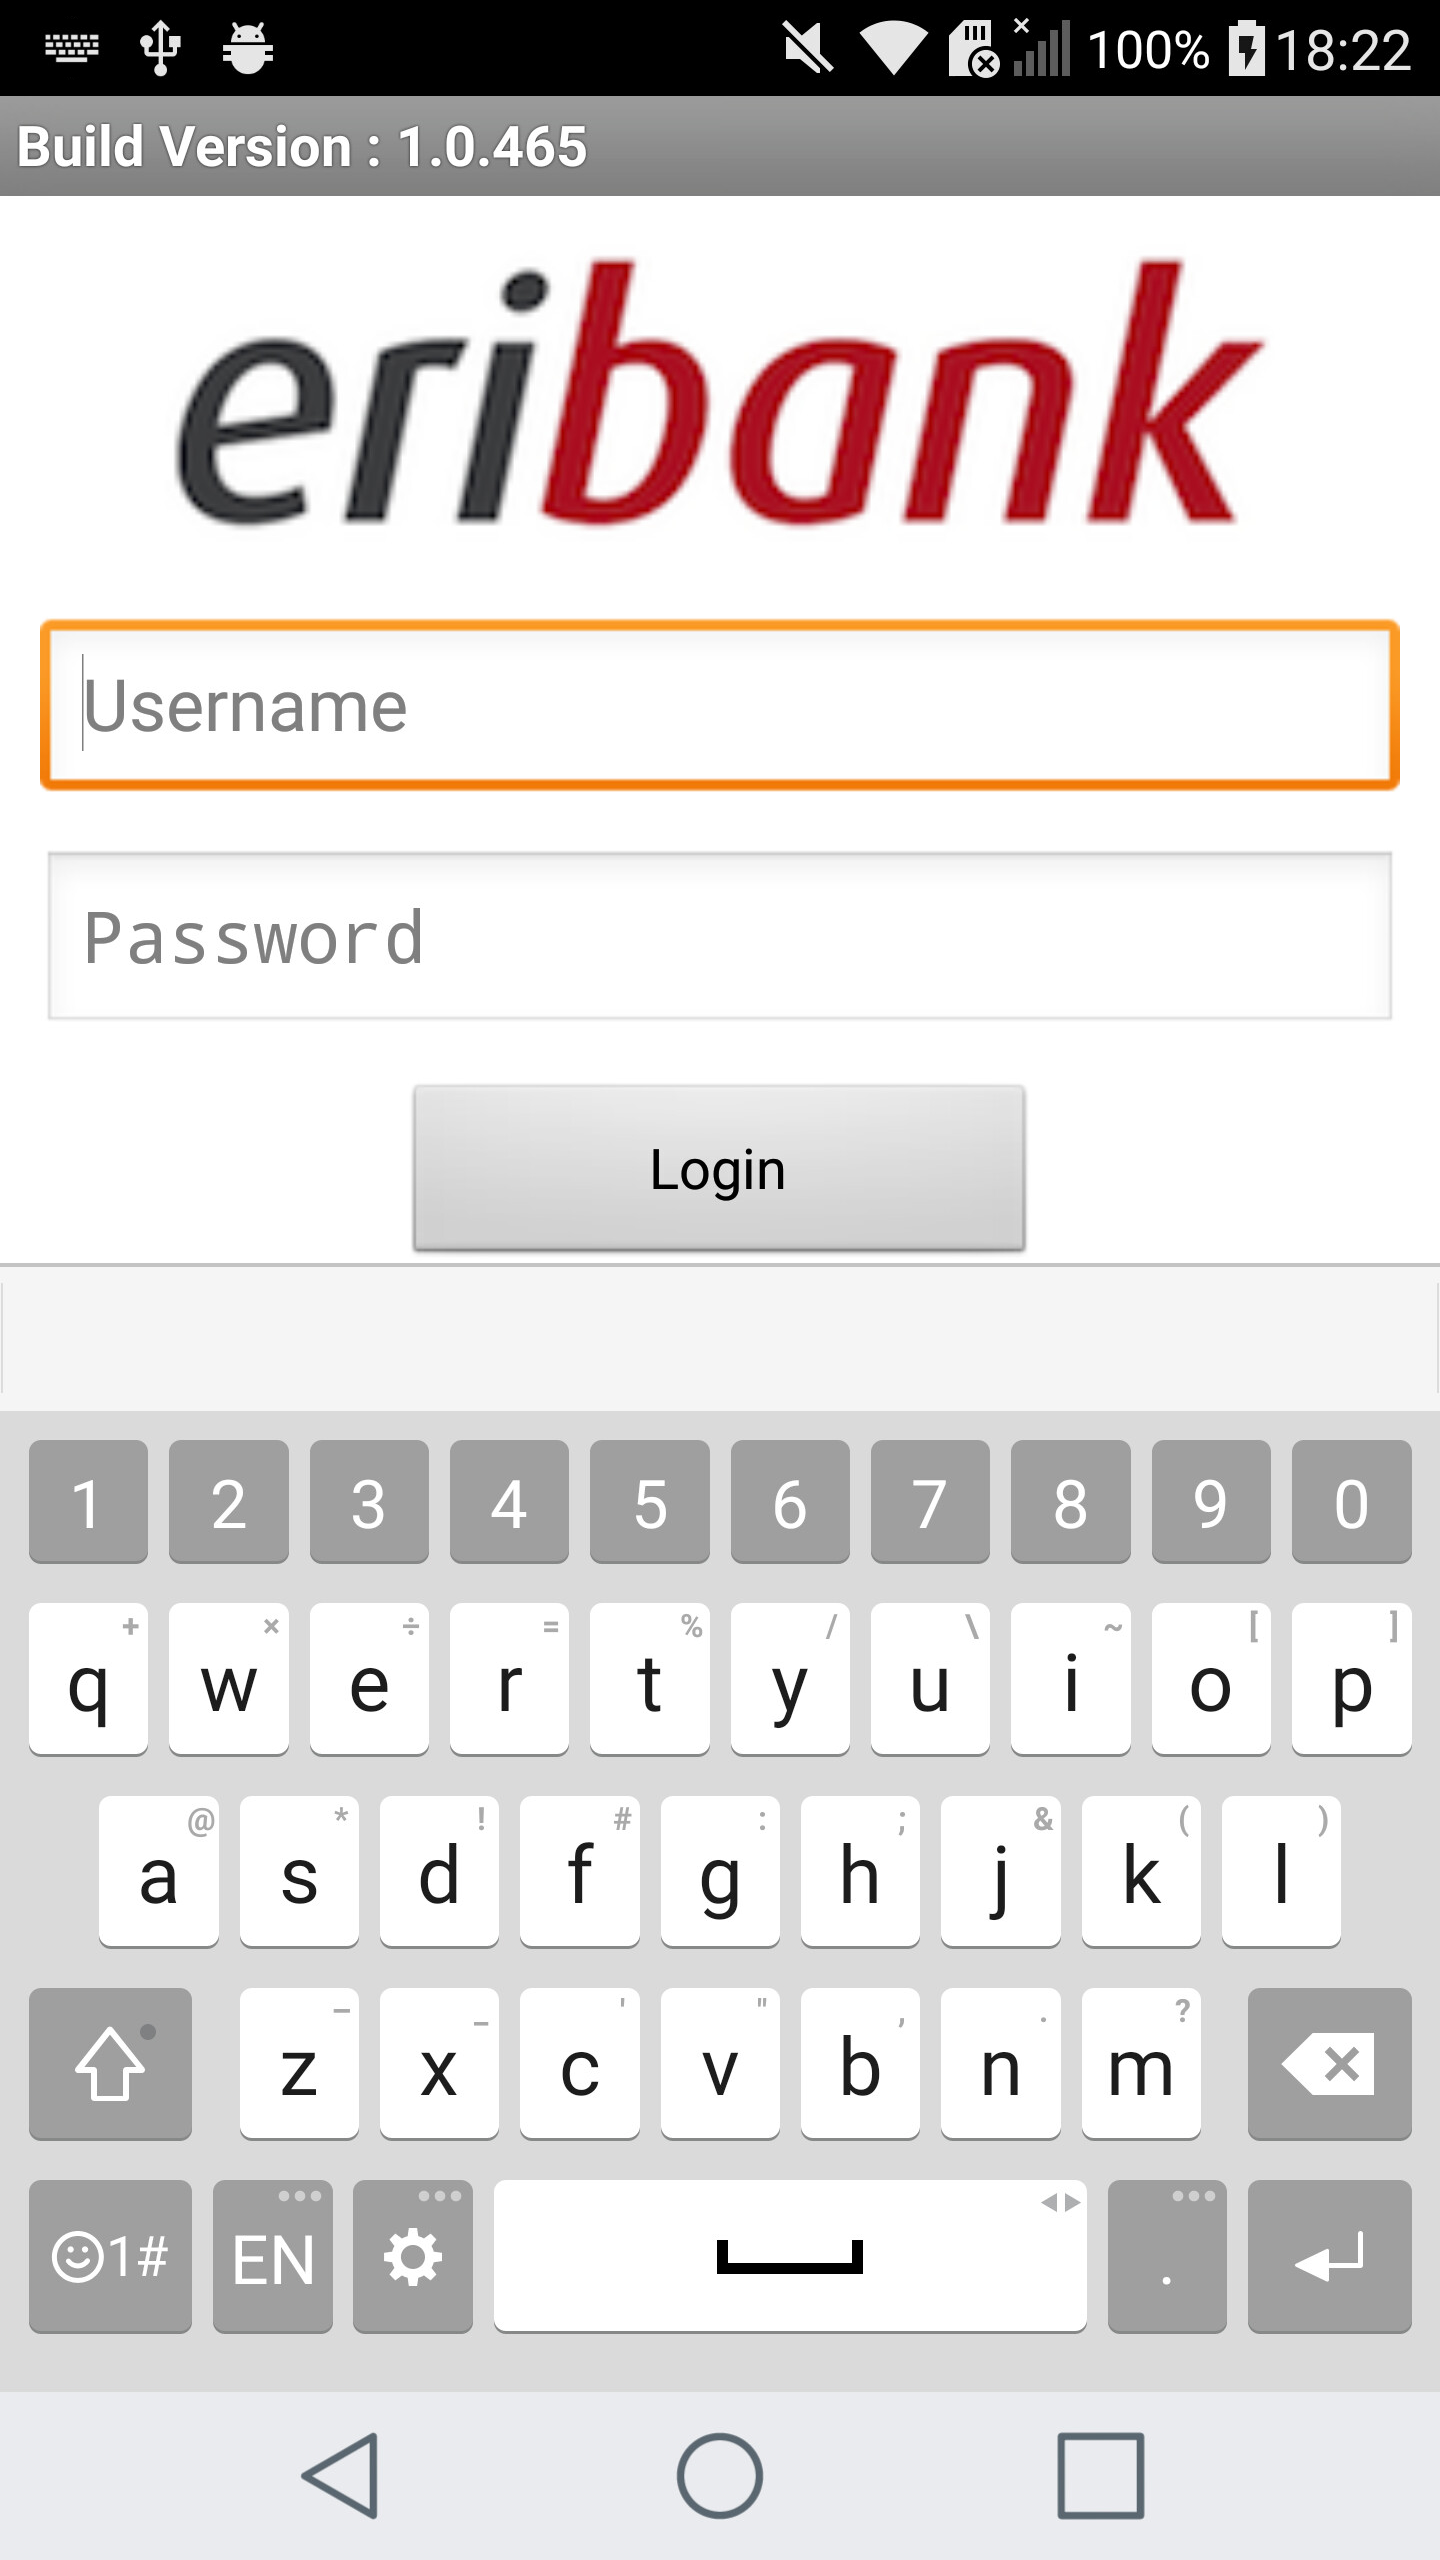 100% 18:22
Build Version : 1.0.465
eribank
Username
Password
Login
1 2 3 4 5 6 7 8 9 0
+ × ÷ = % / \ ~ [ ]
q w e r t y u i o p
@ * ! # : ; & ( )
a s d f g h j k l
– _ ' " , . ?
z x c v b n m
1# EN .